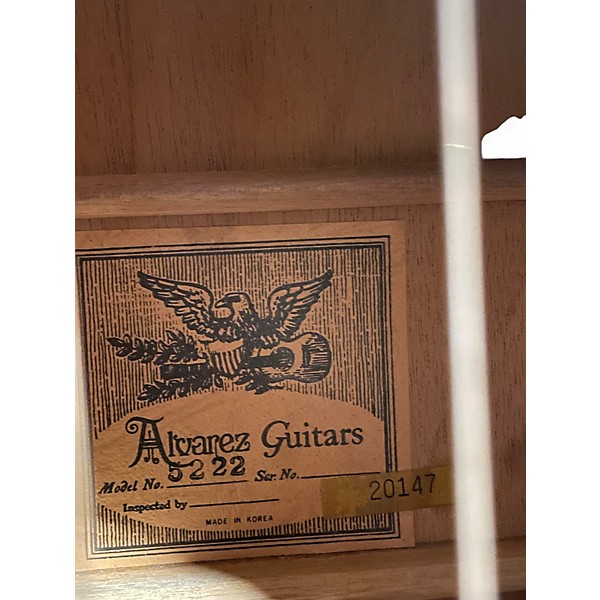 Alvarez Guitars
Model No. 5222 Ser. No. 20147
Inspected by
MADE IN KOREA